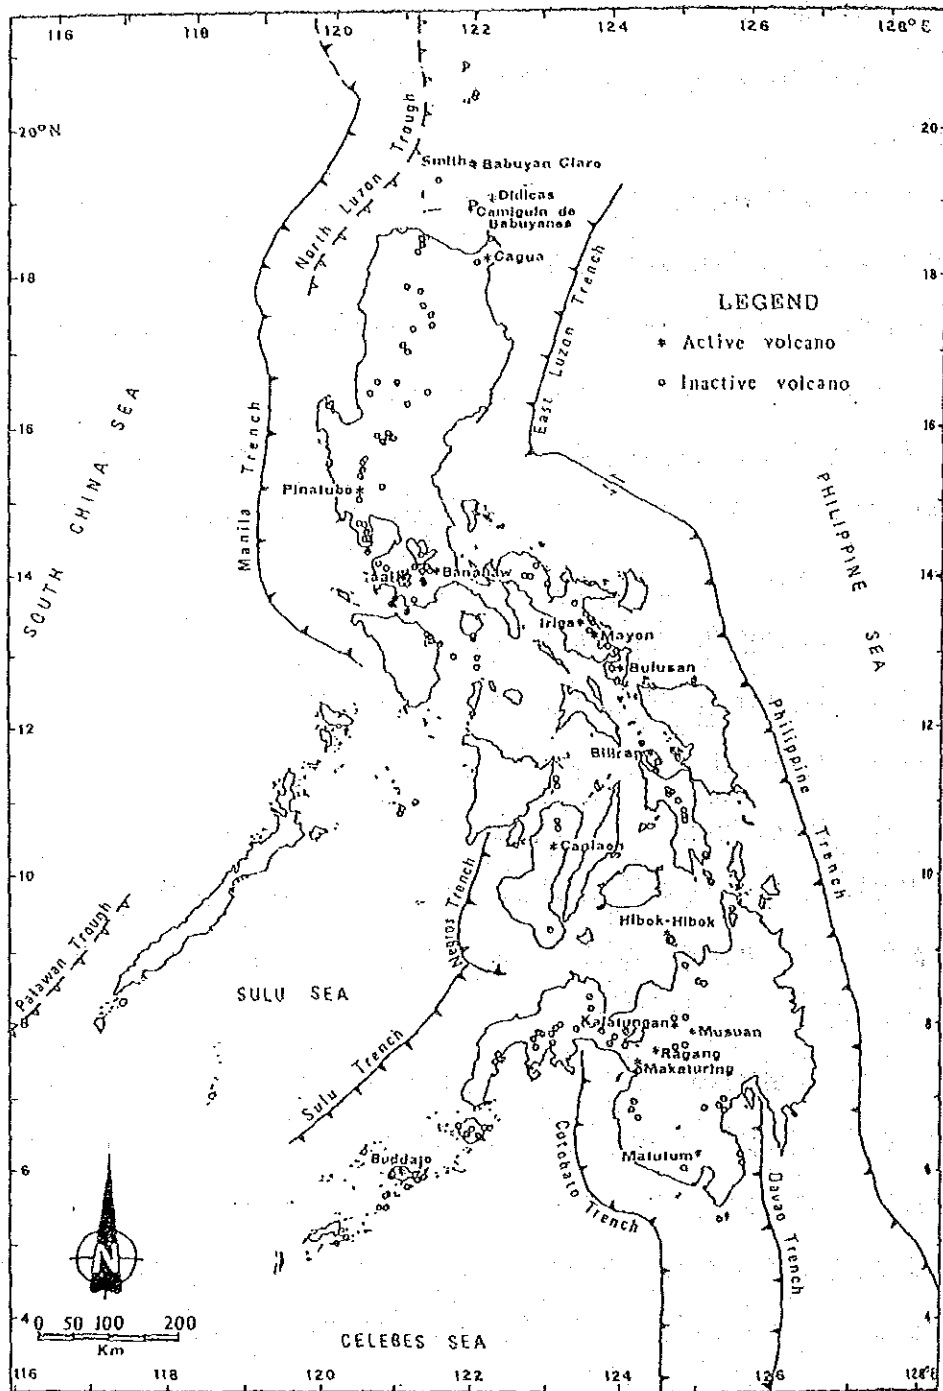 116 118 120 122 124 126 128°E
20°N
20
North Luzon Trough
Smith
Babuyan Claro
Didicas
Camiguin de
Babuyanes
Cagua
18
18
East Luzon Trench
LEGEND
* Active volcano
o Inactive volcano
SOUTH CHINA SEA
Manila Trench
16
16
Pinatubo
PHILIPPINE SEA
14
14
Taal
Banahaw
Iriga
Mayon
Bulusan
12
12
Biliran
Philippine Trench
Canlaon
10
10
Negros Trench
Hibok-Hibok
Palawan Trough
SULU SEA
8
8
Kalatungan
Musuan
Ragang
Makaturing
Sulu Trench
Cotobato Trench
Buddajo
Matutum
Davao Trench
6
6
N
4
4
0 50 100 200
Km
CELEBES SEA
116 118 120 122 124 126 128°E